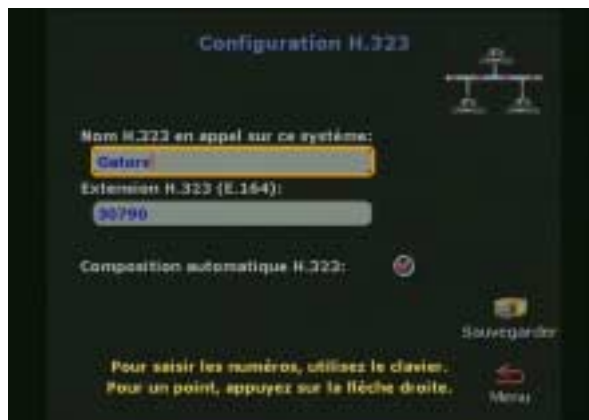 Configuration H.323
Nom H.323 en appel sur ce système:
Gators
Extension H.323 (E.164):
30790
Composition automatique H.323:
Sauvegarder
Pour saisir les numéros, utilisez le clavier.
Pour un point, appuyez sur la flèche droite.
Menu